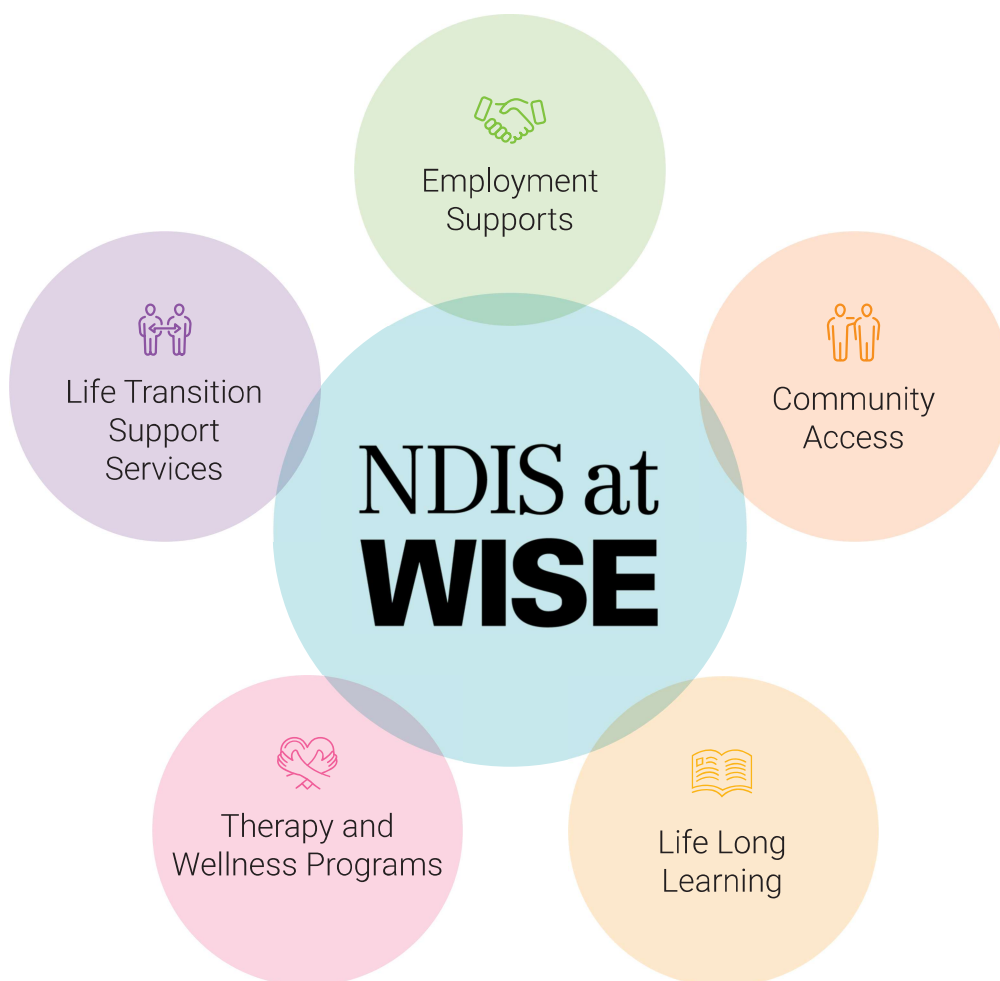 Employment
Supports
Life Transition
Support
Services
Community
Access
NDIS at
WISE
Therapy and
Wellness Programs
Life Long
Learning